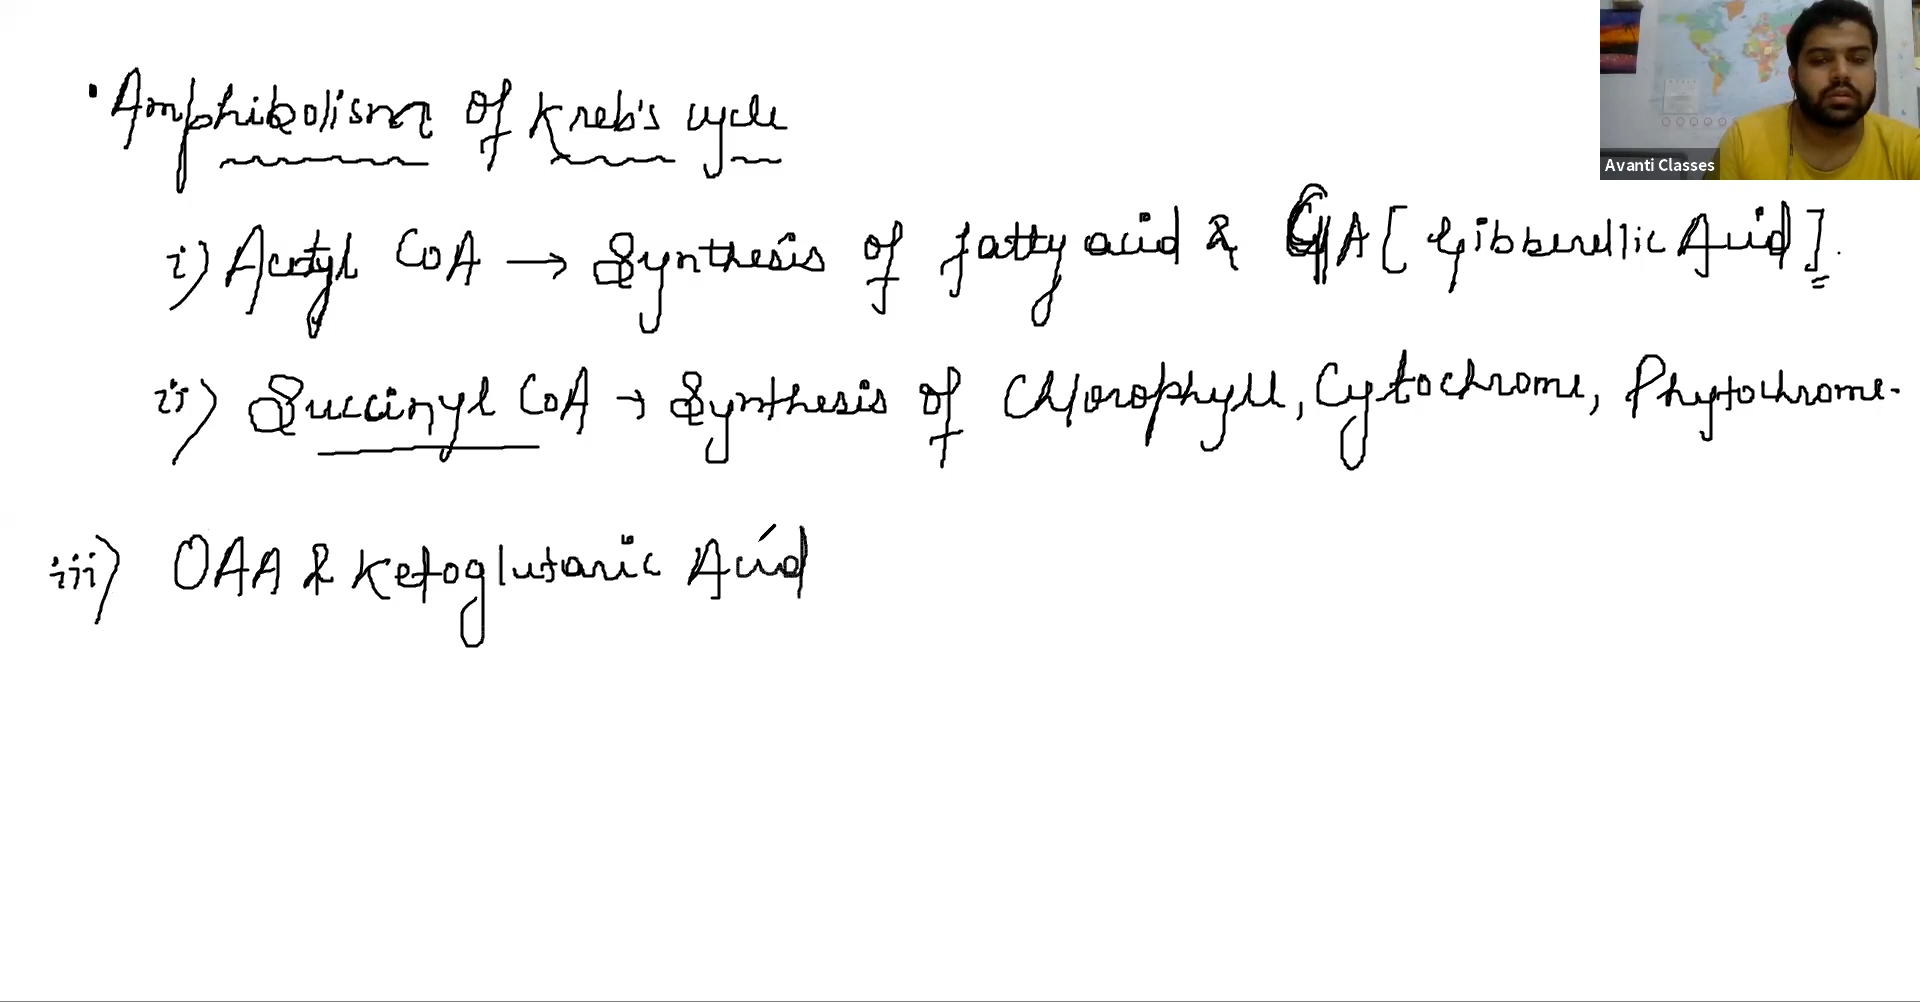 Avanti Classes
• Amphibolism of Kreb's cycle
i) Acetyl CoA → Synthesis of fatty acid & GA [Gibberellic Acid].
ii) Succinyl CoA → Synthesis of Chlorophyll, Cytochrome, Phytochrome.
iii) OAA & Ketoglutaric Acid